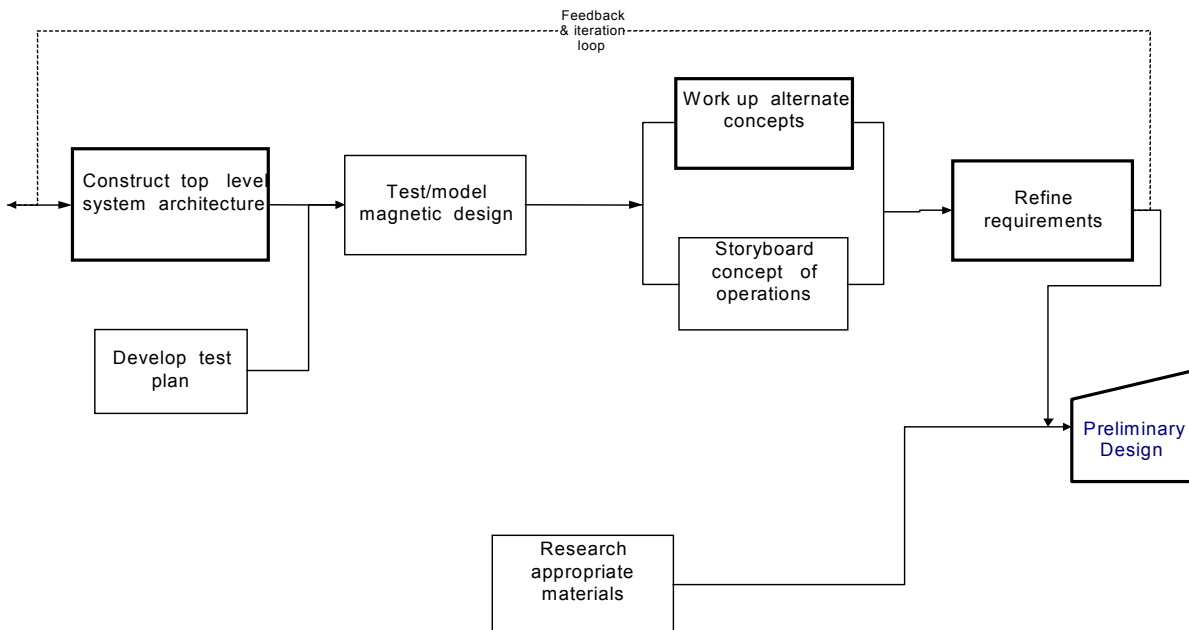 Feedback
& iteration
loop
Work up alternate
concepts
Construct top level
system architecture
Test/model
magnetic design
Refine
requirements
Storyboard
concept of
operations
Develop test
plan
Preliminary
Design
Research
appropriate
materials